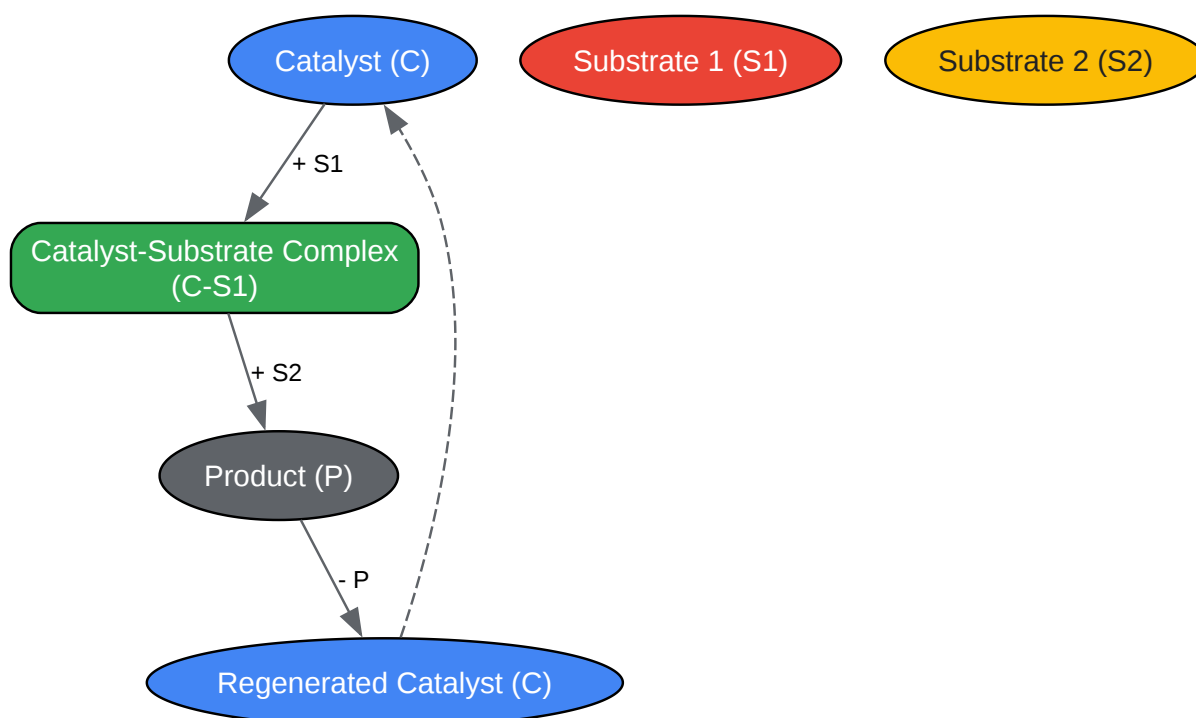 Catalyst (C)
Substrate 1 (S1)
Substrate 2 (S2)
+ S1
Catalyst-Substrate Complex
(C-S1)
+ S2
Product (P)
- P
Regenerated Catalyst (C)